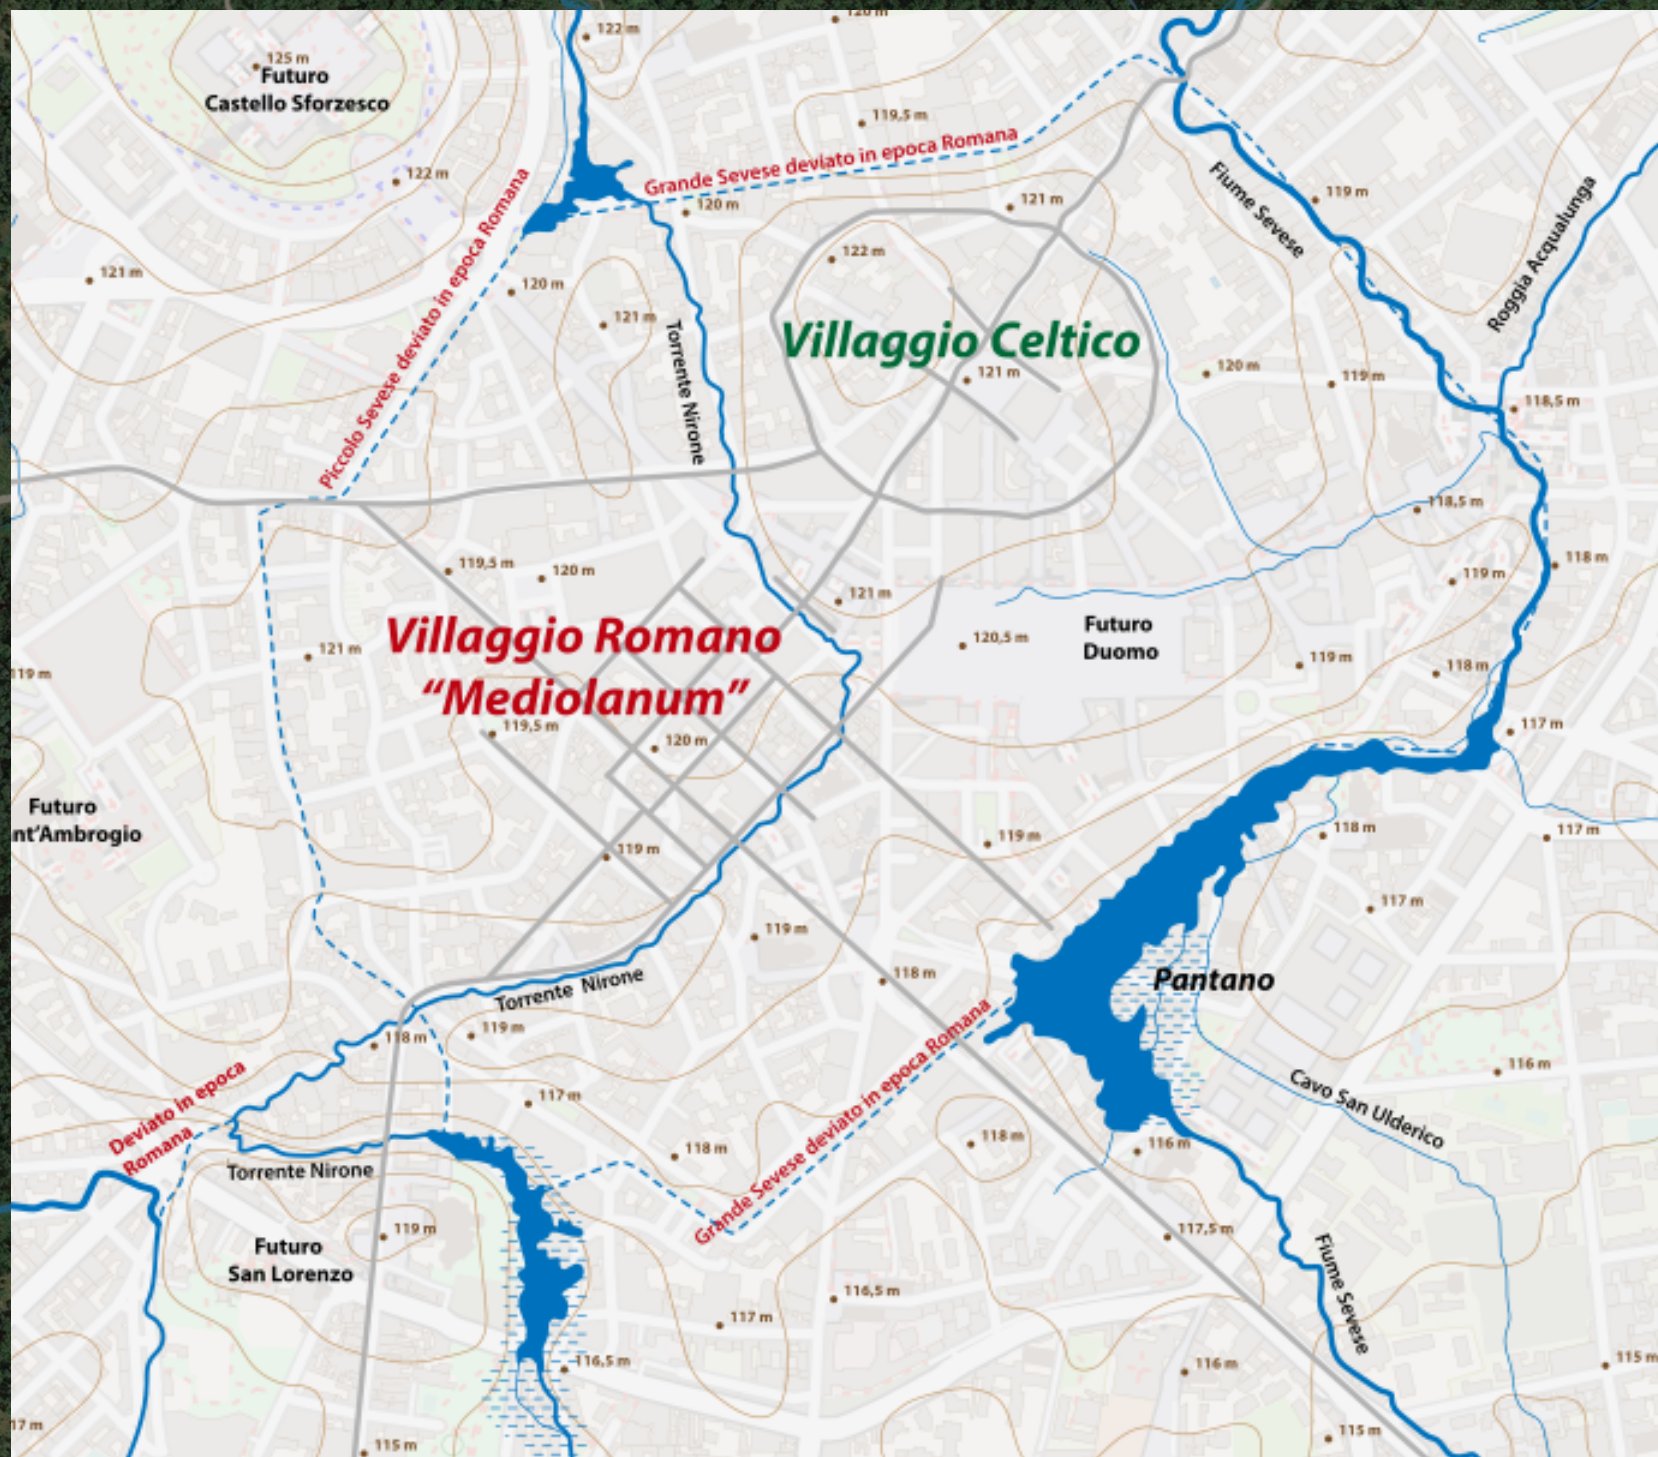 120 m
122 m
125 m
Futuro
Castello Sforzesco
119,5 m
Grande Sevese deviato in epoca Romana
122 m
119 m
Fiume Sevese
Roggia Acqualunga
120 m
121 m
Piccolo Sevese deviato in epoca Romana
122 m
121 m
120 m
121 m
Torrente Nirone
Villaggio Celtico
121 m
120 m
119 m
118,5 m
118,5 m
119,5 m
120 m
118 m
119 m
121 m
Villaggio Romano
“Mediolanum”
121 m
120,5 m
Futuro
Duomo
119 m
118 m
119 m
119,5 m
120 m
117 m
Futuro
nt'Ambrogio
119 m
119 m
118 m
117 m
117 m
119 m
118 m
Pantano
Torrente Nirone
119 m
118 m
Grande Sevese deviato in epoca Romana
Deviato in epoca
Romana
117 m
116 m
Cavo San Ulderico
118 m
118 m
116 m
Torrente Nirone
119 m
Futuro
San Lorenzo
117,5 m
Fiume Sevese
116,5 m
117 m
116,5 m
116 m
115 m
17 m
115 m
115 m